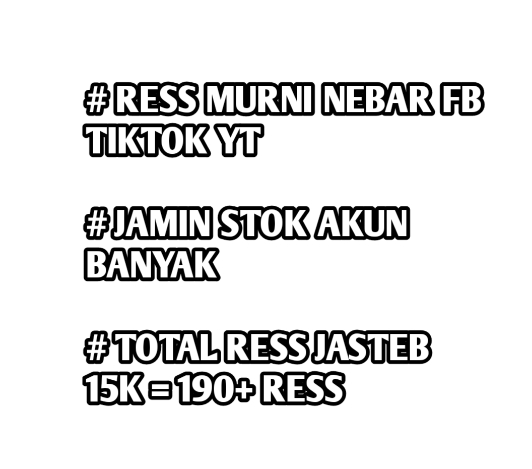 # RESS MURNI NEBAR FB
TIKTOK YT
# JAMIN STOK AKUN
BANYAK
# TOTAL RESS JASTEB
15K = 190+ RESS